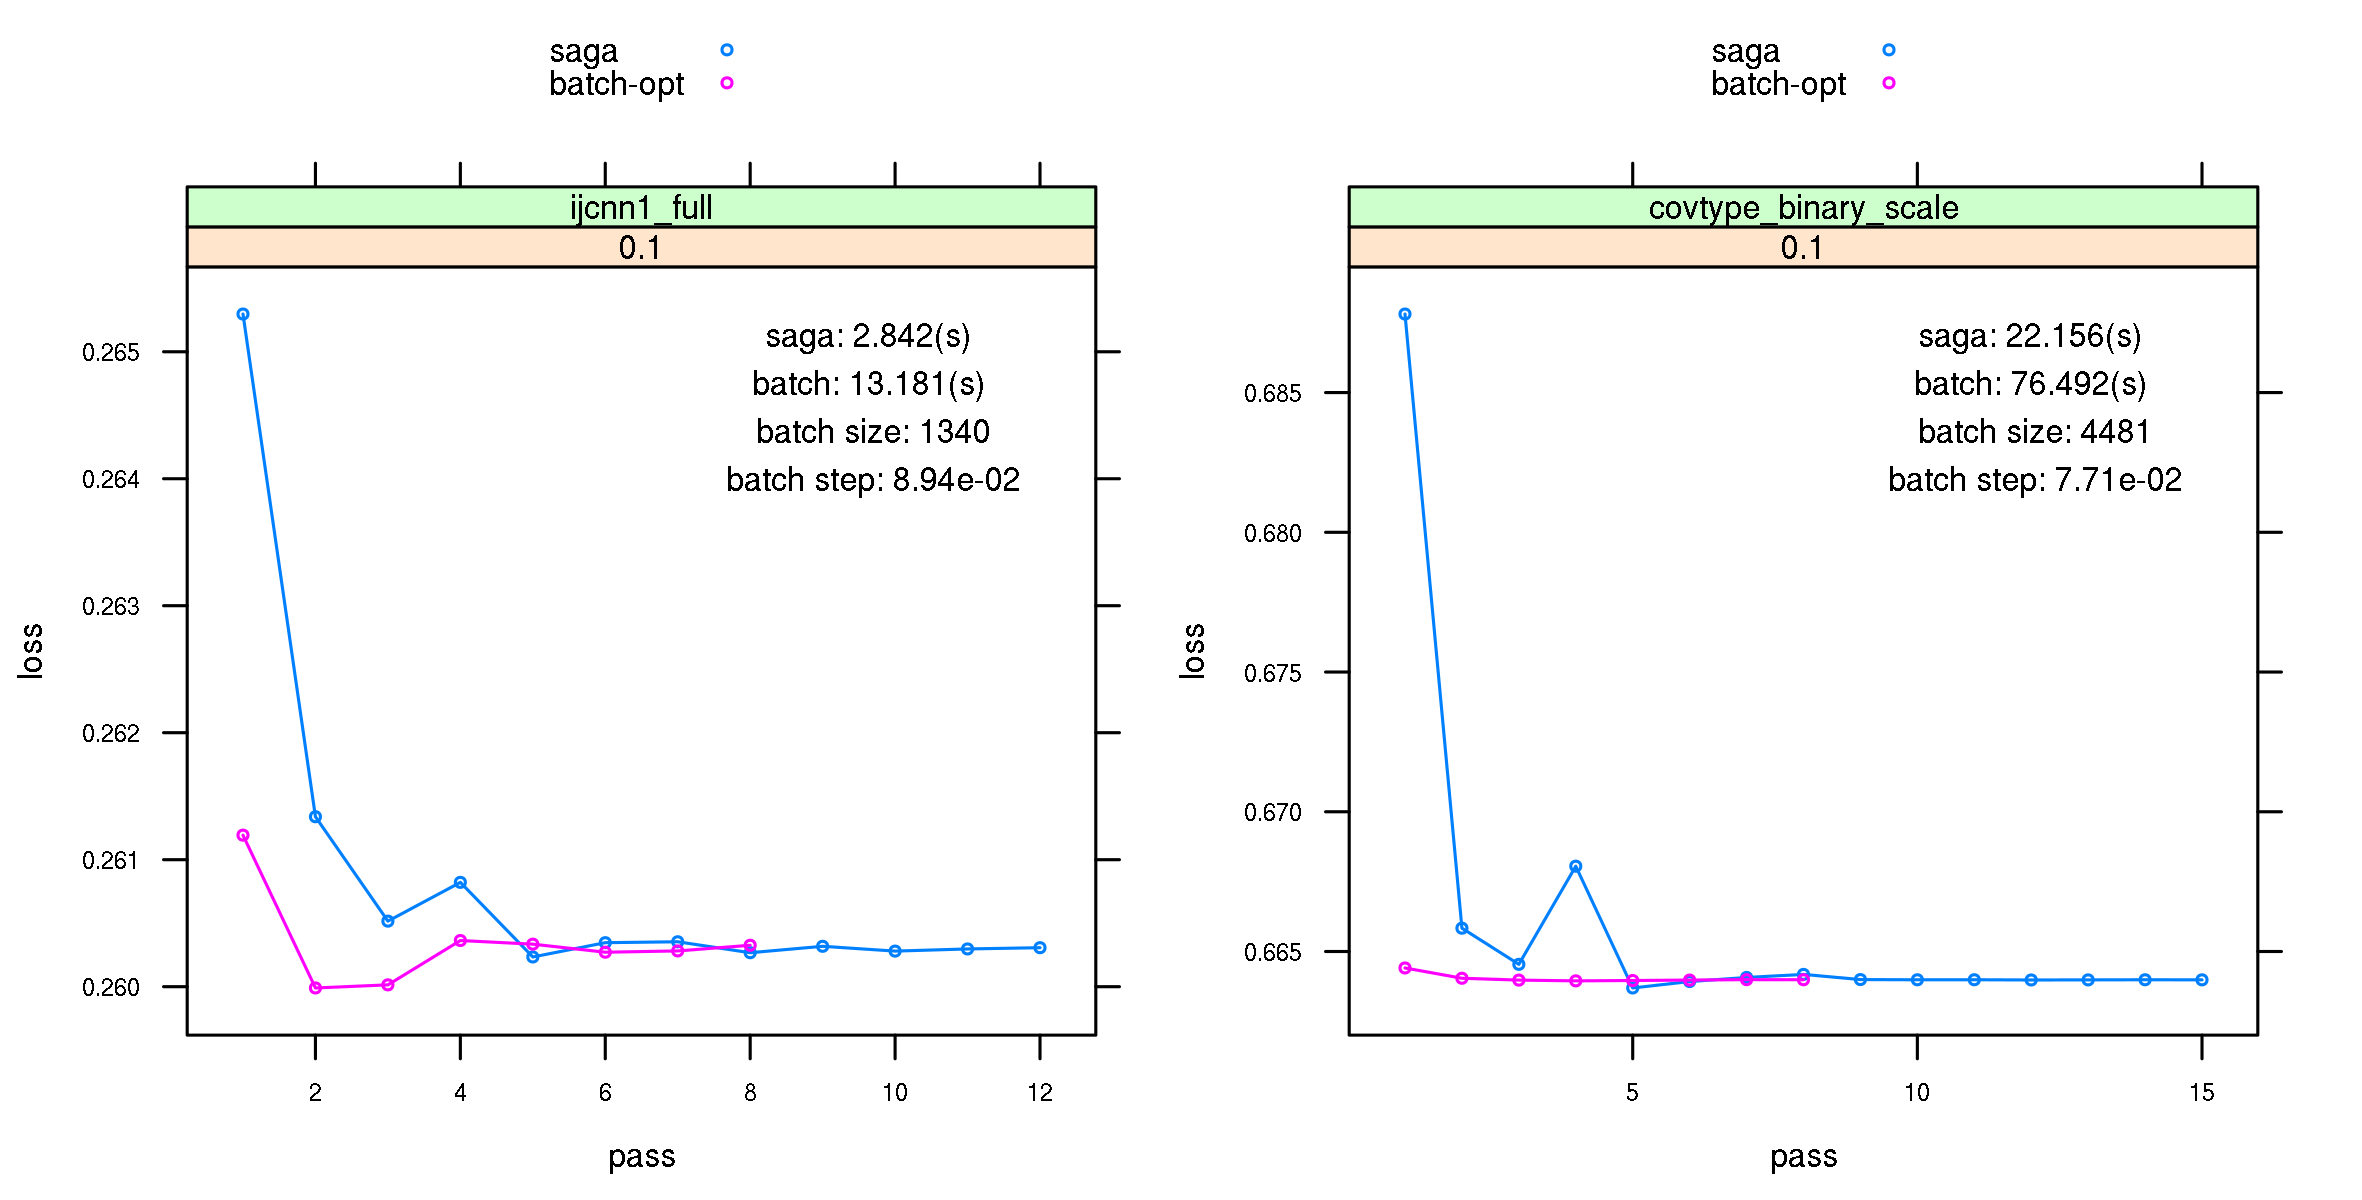 saga
batch-opt
ijcnn1_full
0.1
saga: 2.842(s)
batch: 13.181(s)
batch size: 1340
batch step: 8.94e-02
0.265
0.264
0.263
0.262
0.261
0.260
loss
2 4 6 8 10 12
pass
saga
batch-opt
covtype_binary_scale
0.1
saga: 22.156(s)
batch: 76.492(s)
batch size: 4481
batch step: 7.71e-02
0.685
0.680
0.675
0.670
0.665
loss
5 10 15
pass